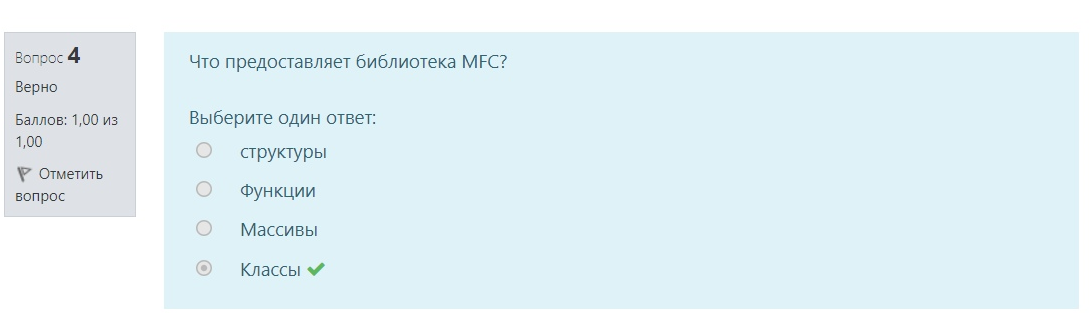 Вопрос 4
Верно
Баллов: 1,00 из
1,00
Отметить
вопрос
Что предоставляет библиотека MFC?
Выберите один ответ:
структуры
Функции
Массивы
Классы